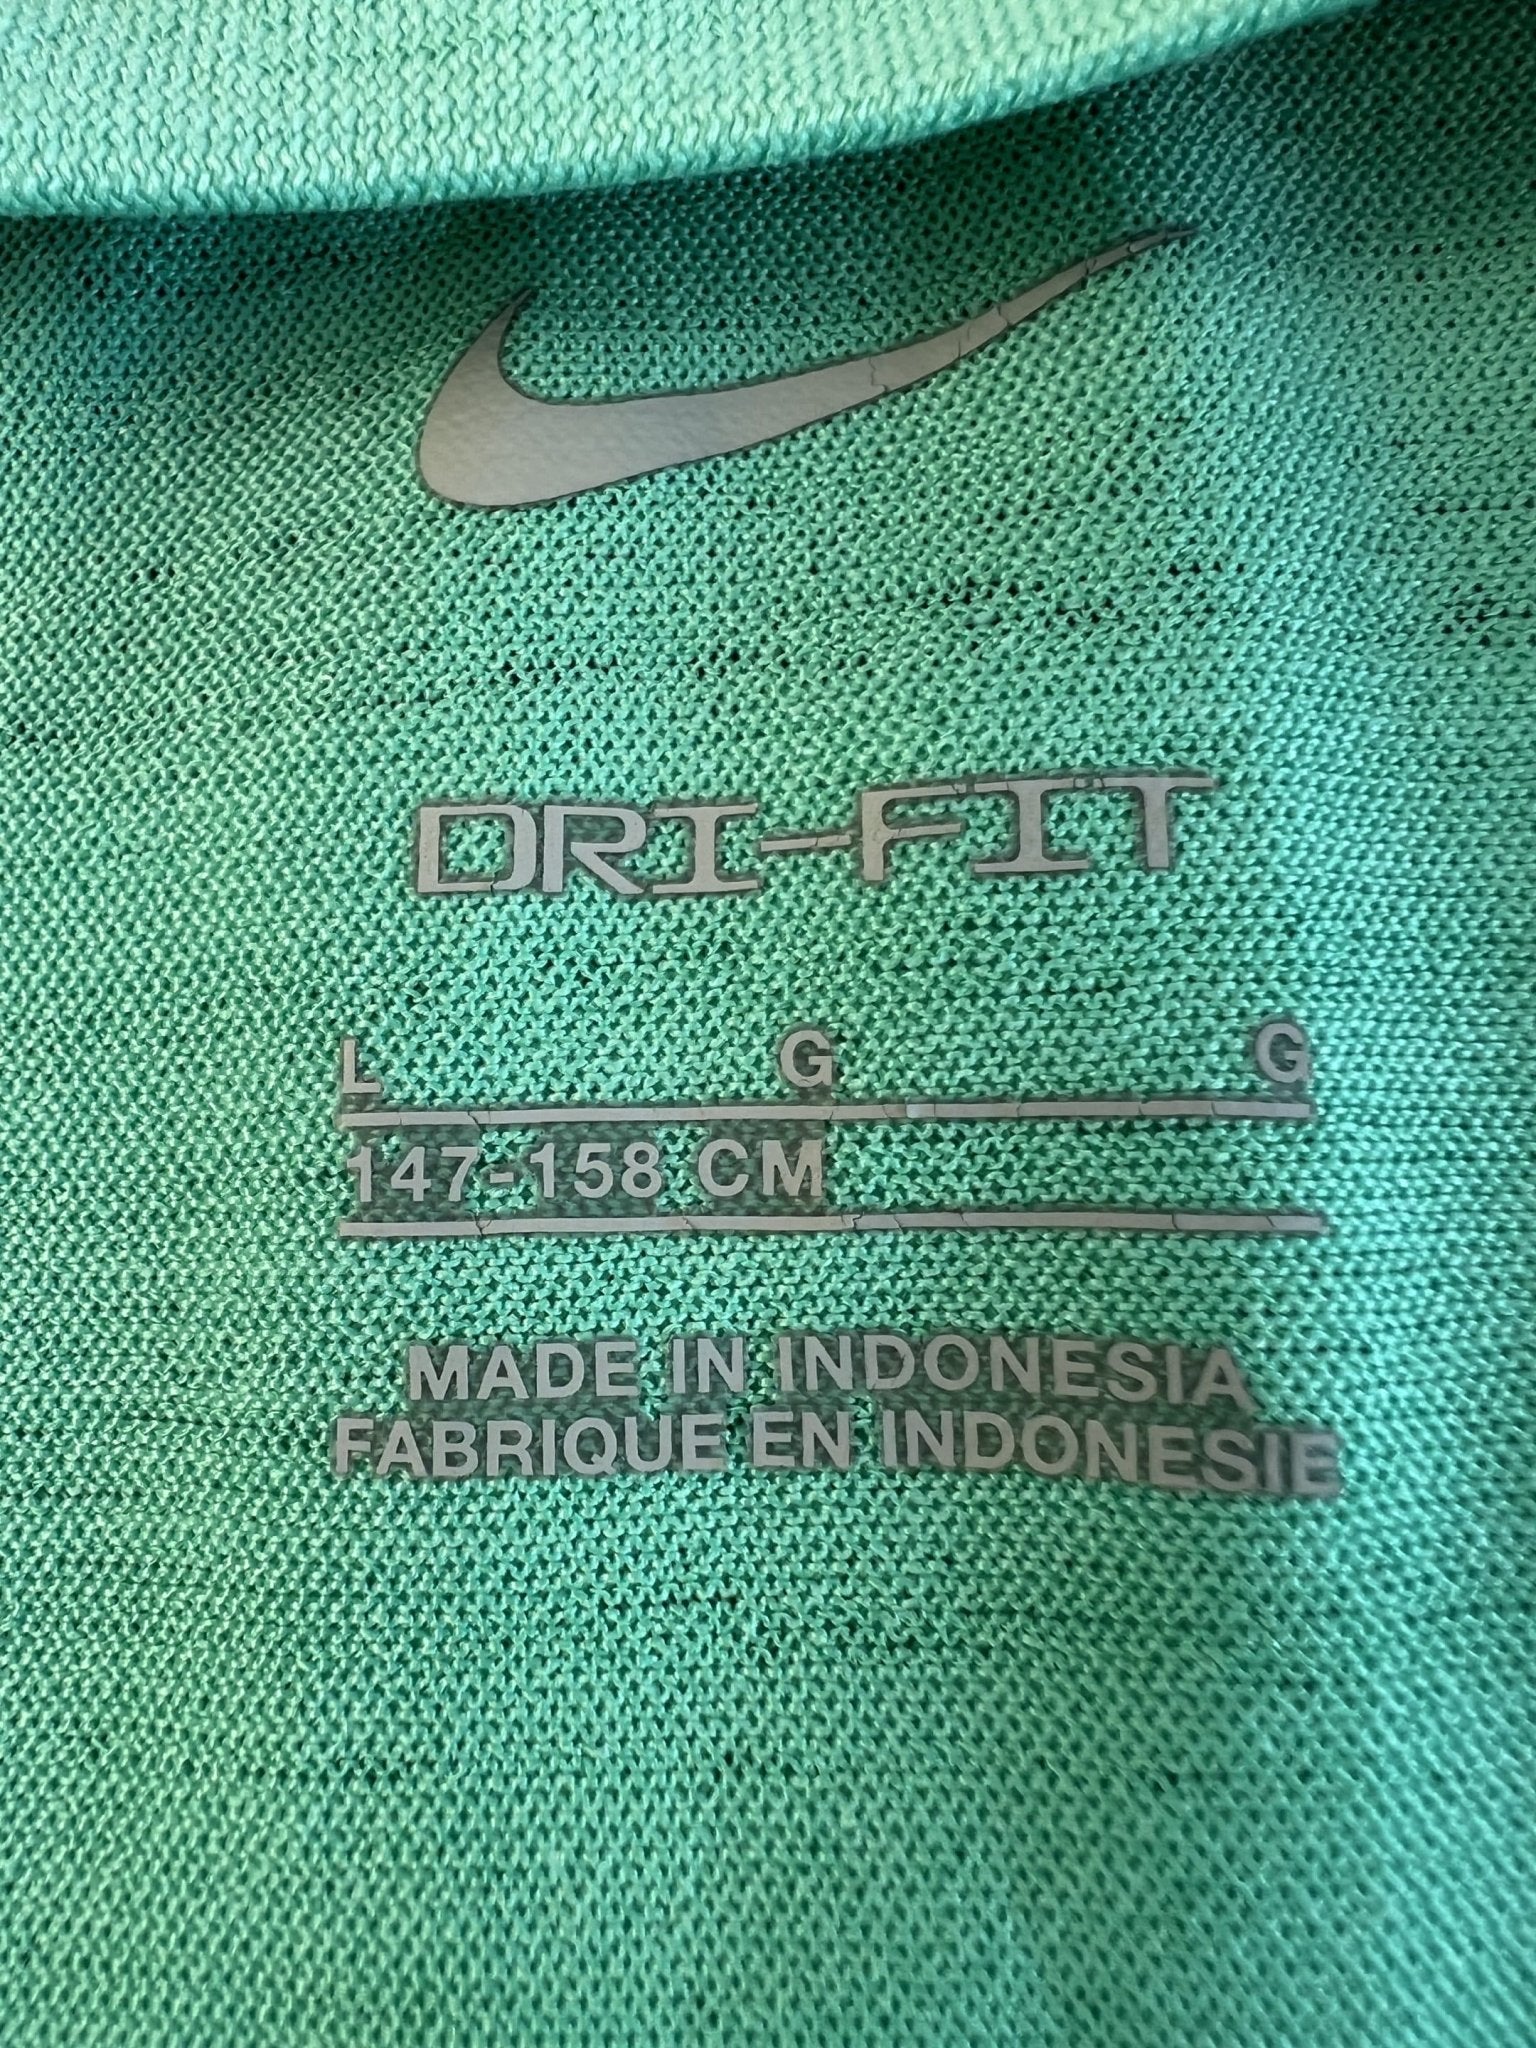 DRI-FIT
L G G
147-158 CM
MADE IN INDONESIA
FABRIQUE EN INDONESIE